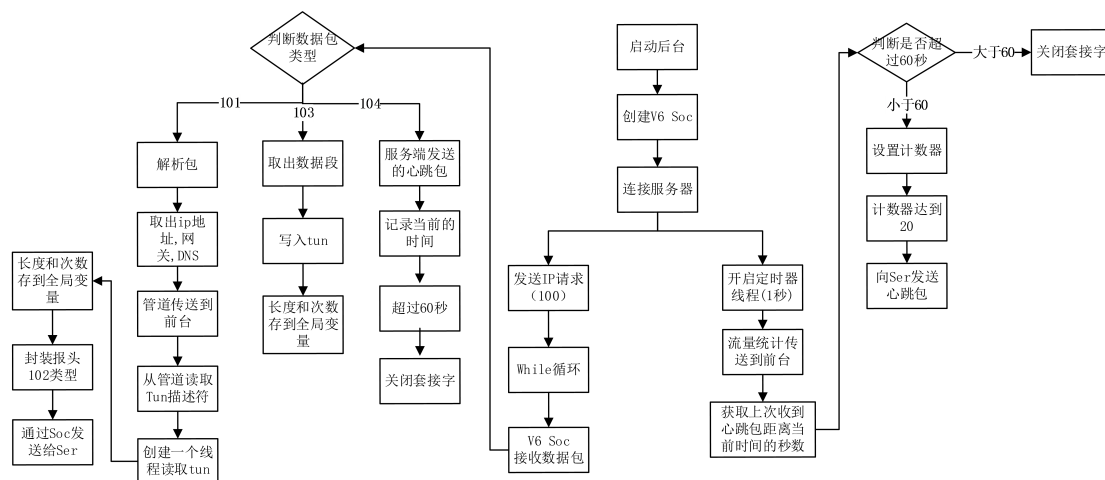 判断数据包
类型
101
103
104
解析包
取出ip地
址,网
关,DNS
管道传送到
前台
从管道读取
Tun描述符
创建一个线
程读取tun
长度和次数
存到全局变
量
封装报头
102类型
通过Soc发
送给Ser
取出数据段
写入tun
长度和次数
存到全局变
量
服务端发送
的心跳包
记录当前的
时间
超过60秒
关闭套接字
启动后台
创建V6 Soc
连接服务器
发送IP请求
（100）
While循环
V6 Soc
接收数据包
开启定时器
线程(1秒)
流量统计传
送到前台
获取上次收到
心跳包距离当
前时间的秒数
判断是否超
过60秒
大于60
关闭套接字
小于60
设置计数器
计数器达到
20
向Ser发送
心跳包